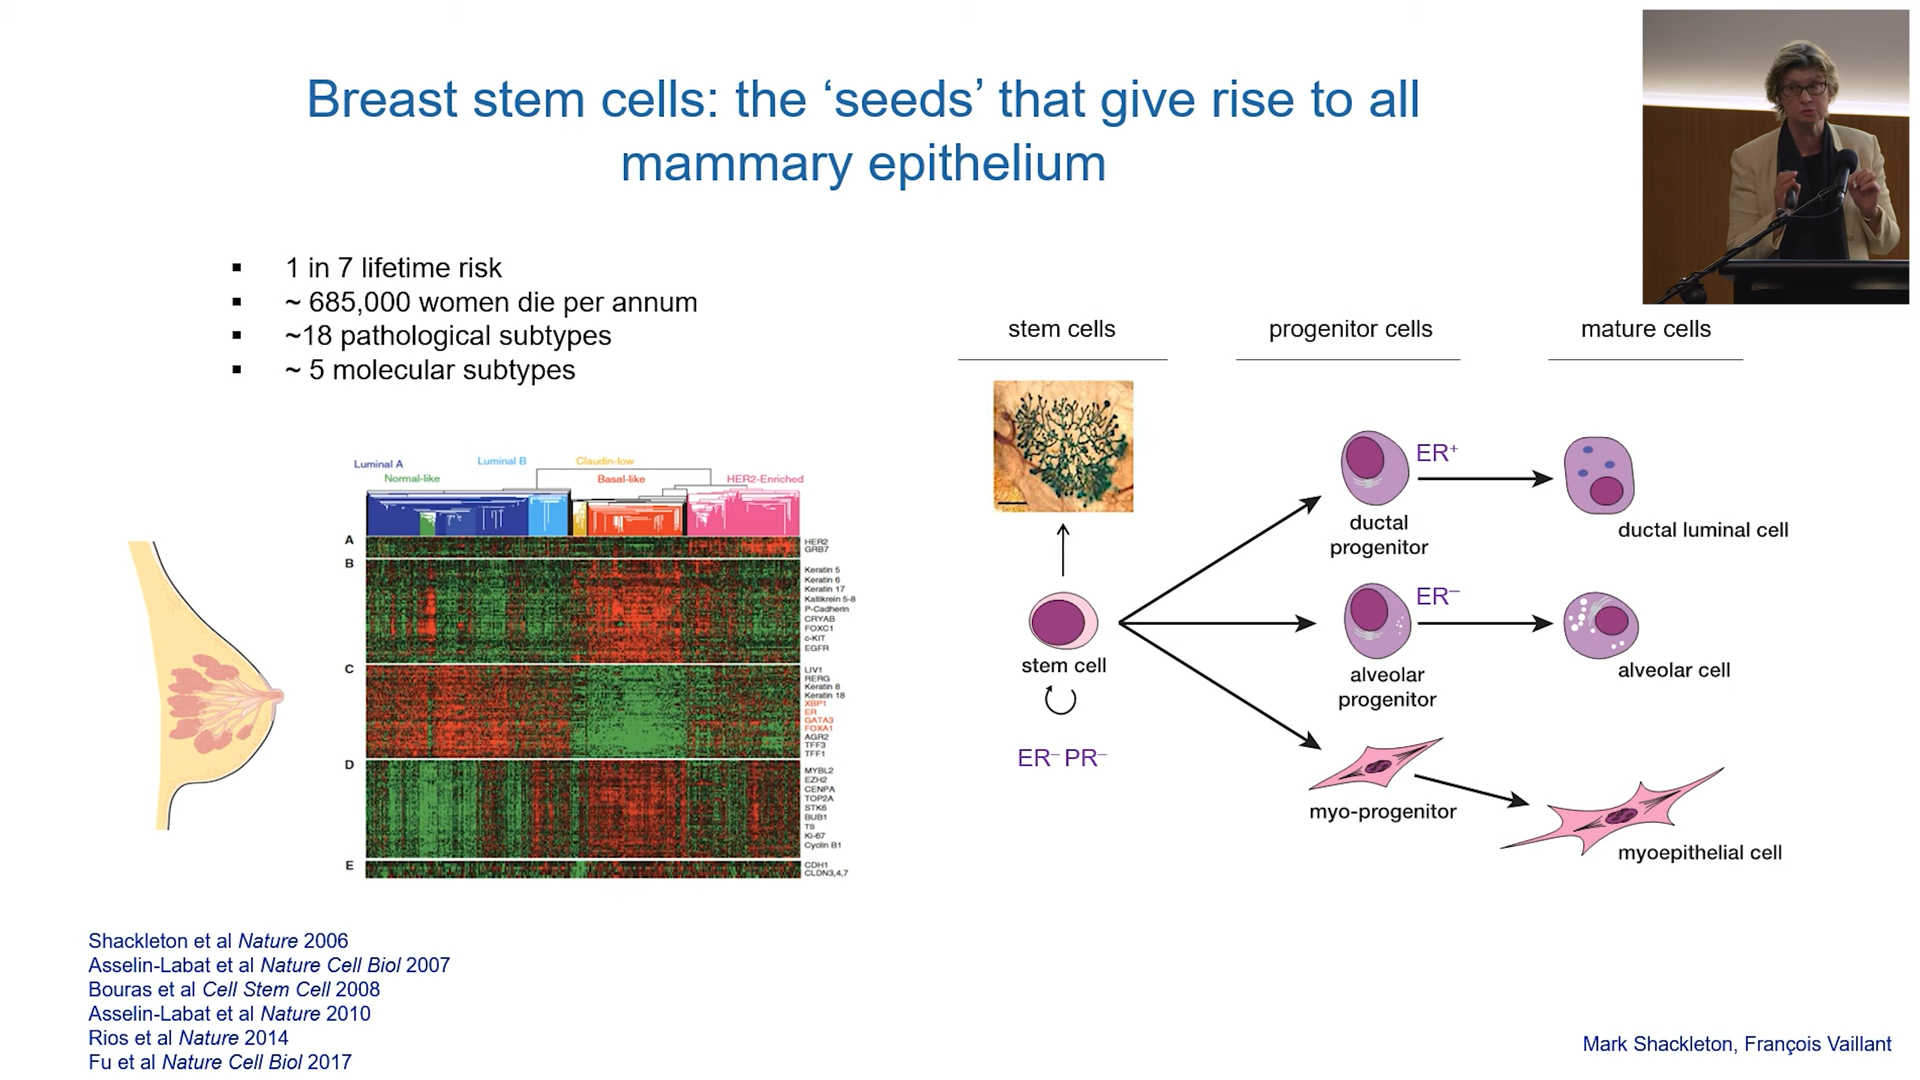 Breast stem cells: the ‘seeds’ that give rise to all
mammary epithelium
▪ 1 in 7 lifetime risk
▪ ~ 685,000 women die per annum
▪ ~18 pathological subtypes
▪ ~ 5 molecular subtypes
Luminal A
Luminal B
Claudin-low
Normal-like
Basal-like
HER2-Enriched
A
HER2
GRB7
B
Keratin 5
Keratin 6
Keratin 17
Kallikrein 5-8
P-Cadherin
CRYAB
FOXC1
c-KIT
EGFR
C
LIV1
RERG
Keratin 8
Keratin 18
XBP1
ER
GATA3
FOXA1
AGR2
TFF3
TFF1
D
MYBL2
EZH2
CENPA
TOP2A
STK6
BUB1
TS
Ki-67
Cyclin B1
E
CDH1
CLDN3,4,7
stem cells
progenitor cells
mature cells
ER⁺
ductal
progenitor
ductal luminal cell
stem cell
ER⁻ PR⁻
ER⁻
alveolar
progenitor
alveolar cell
myo-progenitor
myoepithelial cell
Shackleton et al Nature 2006
Asselin-Labat et al Nature Cell Biol 2007
Bouras et al Cell Stem Cell 2008
Asselin-Labat et al Nature 2010
Rios et al Nature 2014
Fu et al Nature Cell Biol 2017
Mark Shackleton, François Vaillant